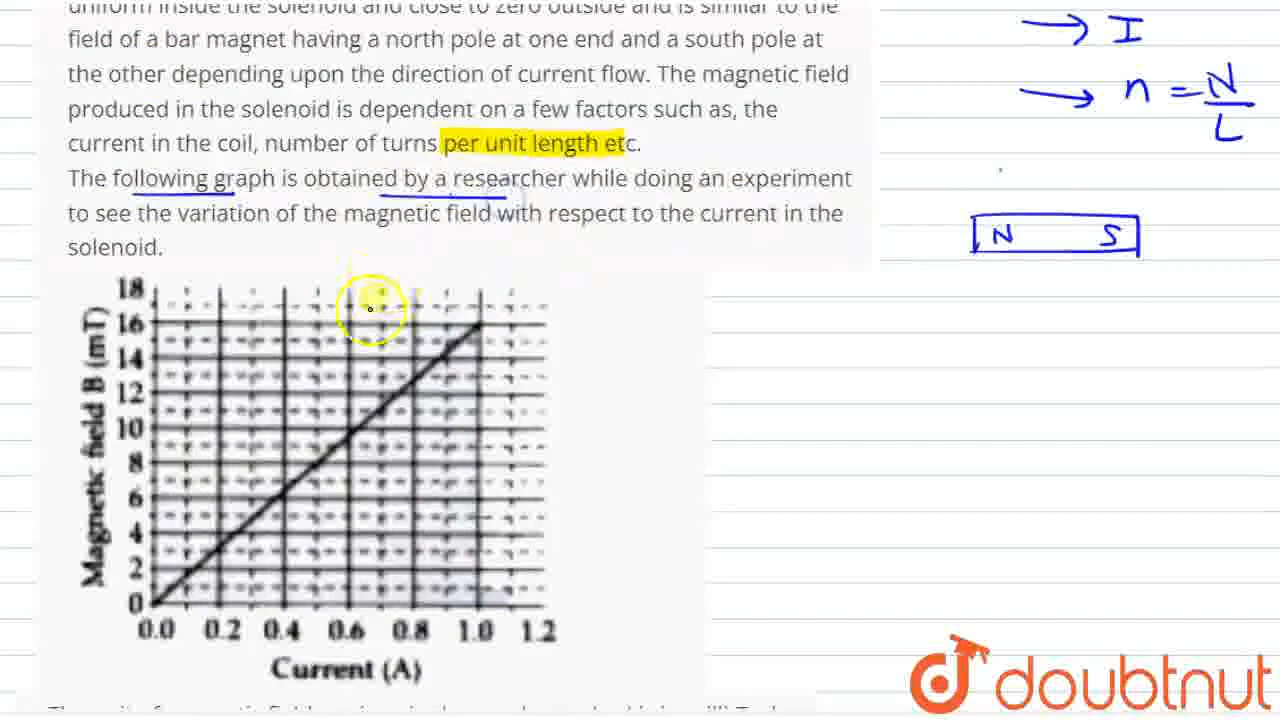 uniform inside the solenoid and close to zero outside and is similar to the
field of a bar magnet having a north pole at one end and a south pole at
the other depending upon the direction of current flow. The magnetic field
produced in the solenoid is dependent on a few factors such as, the
current in the coil, number of turns per unit length etc.
The following graph is obtained by a researcher while doing an experiment
to see the variation of the magnetic field with respect to the current in the
solenoid.
→ I
→ n = N/L
N S
Magnetic field B (mT)
18
16
14
12
10
8
6
4
2
0
0.0 0.2 0.4 0.6 0.8 1.0 1.2
Current (A)
doubtnut